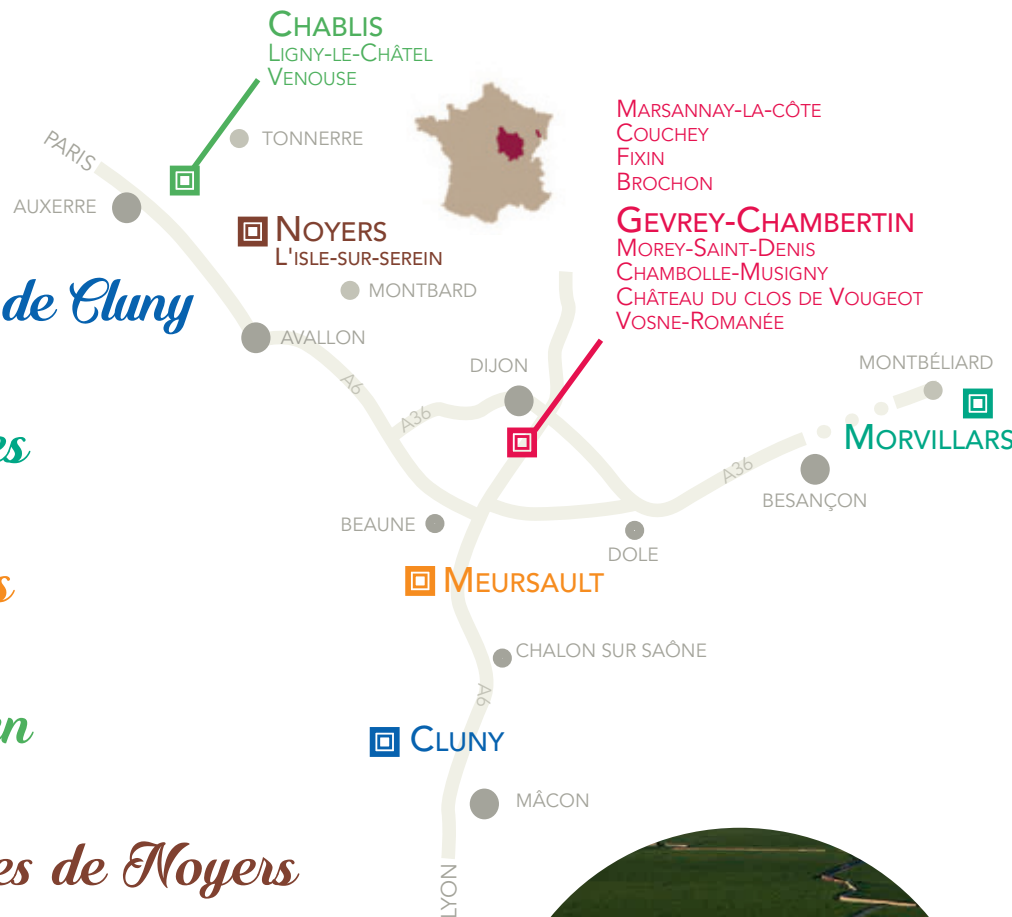 CHABLIS
LIGNY-LE-CHÂTEL
VENOUSE
PARIS
TONNERRE
AUXERRE
MARSANNAY-LA-CÔTE
COUCHEY
FIXIN
BROCHON
GEVREY-CHAMBERTIN
MOREY-SAINT-DENIS
CHAMBOLLE-MUSIGNY
CHÂTEAU DU CLOS DE VOUGEOT
VOSNE-ROMANÉE
NOYERS
L'ISLE-SUR-SEREIN
MONTBARD
de Cluny
AVALLON
DIJON
MONTBÉLIARD
A6
A36
MORVILLARS
A36
BESANÇON
BEAUNE
DOLE
MEURSAULT
CHALON SUR SAÔNE
A6
CLUNY
MÂCON
de Noyers
LYON